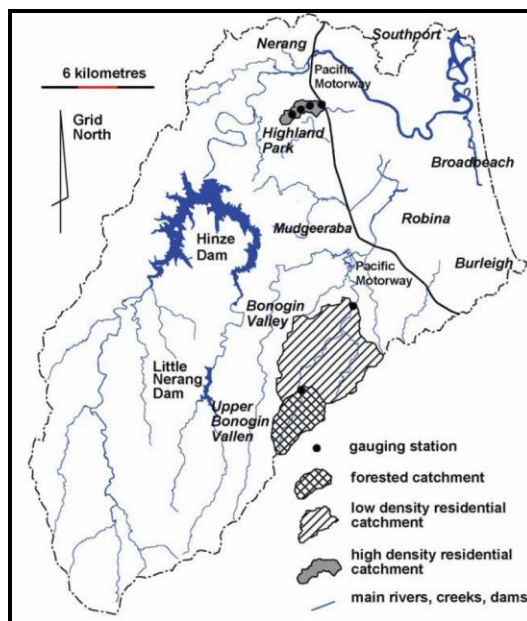 Nerang
Southport
6 kilometres
Pacific
Motorway
Grid
North
Highland
Park
Broadbeach
Mudgeeraba
Robina
Hinze
Dam
Pacific
Motorway
Burleigh
Bonogin
Valley
Little
Nerang
Dam
Upper
Bonogin
Vallen
gauging station
forested catchment
low density residential
catchment
high density residential
catchment
main rivers, creeks, dams